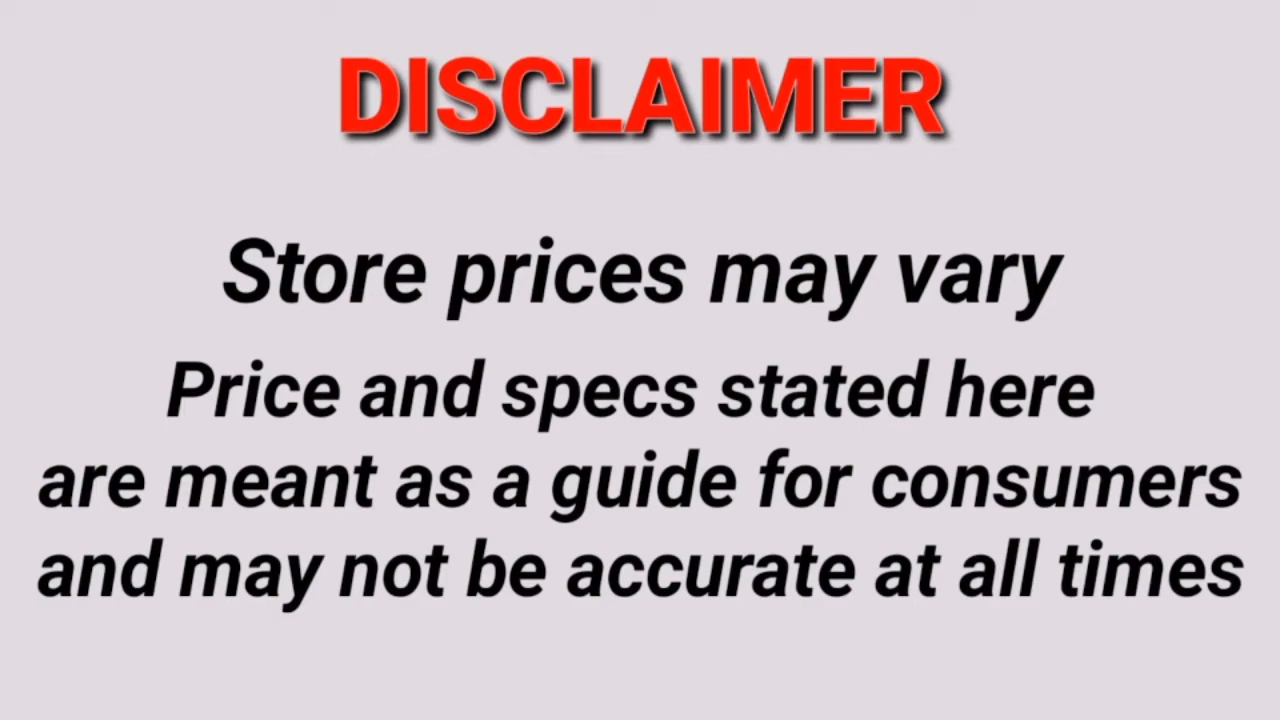 DISCLAIMER
Store prices may vary
Price and specs stated here
are meant as a guide for consumers
and may not be accurate at all times